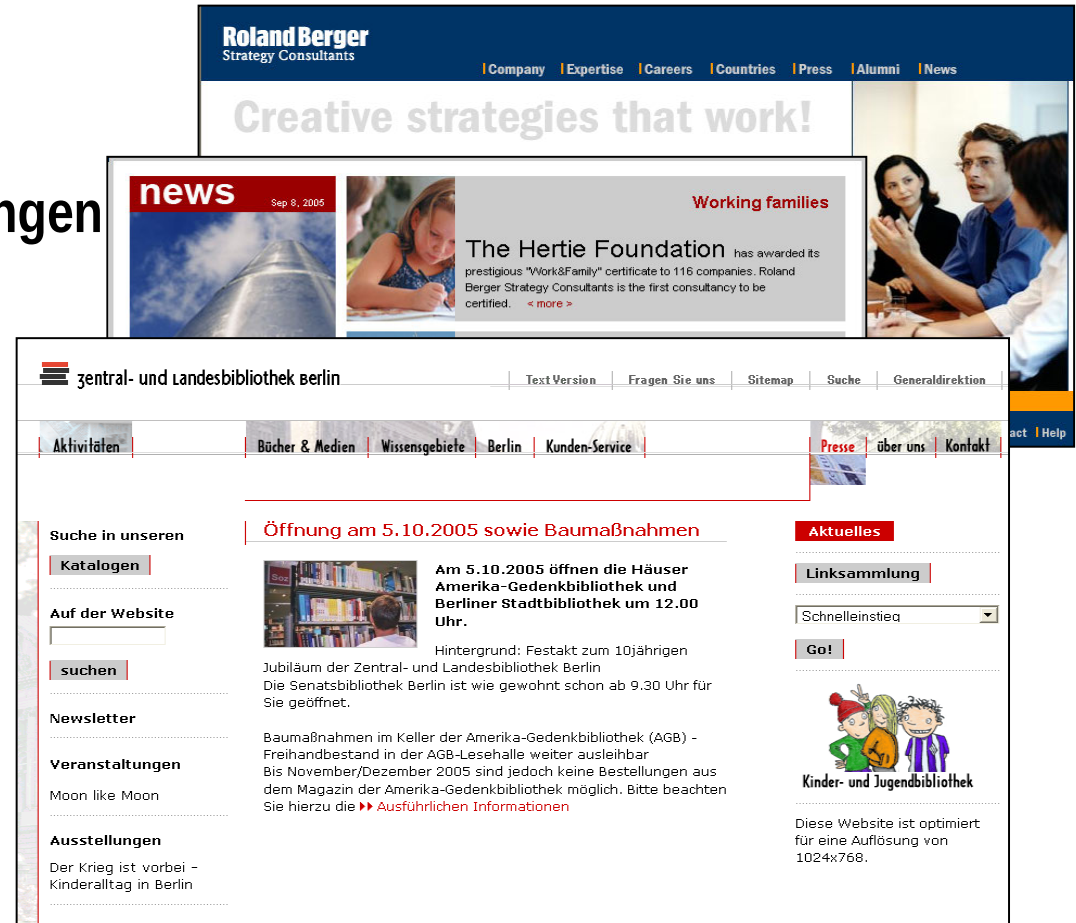 Roland Berger
Strategy Consultants
Company Expertise Careers Countries Press Alumni News
Creative strategies that work!
ngen
news
Sep 8, 2005
Working families
The Hertie Foundation has awarded its
prestigious "Work&Family" certificate to 116 companies. Roland
Berger Strategy Consultants is the first consultancy to be
certified. < more >
act Help
zentral- und Landesbibliothek Berlin
Text Version Fragen Sie uns Sitemap Suche Generaldirektion
Aktivitäten Bücher & Medien Wissensgebiete Berlin Kunden-Service Presse über uns Kontakt
Suche in unseren
Katalogen
Auf der Website
suchen
Newsletter
Veranstaltungen
Moon like Moon
Ausstellungen
Der Krieg ist vorbei –
Kinderalltag in Berlin
Öffnung am 5.10.2005 sowie Baumaßnahmen
Soz
Am 5.10.2005 öffnen die Häuser
Amerika-Gedenkbibliothek und
Berliner Stadtbibliothek um 12.00
Uhr.
Hintergrund: Festakt zum 10jährigen
Jubiläum der Zentral- und Landesbibliothek Berlin
Die Senatsbibliothek Berlin ist wie gewohnt schon ab 9.30 Uhr für
Sie geöffnet.
Baumaßnahmen im Keller der Amerika-Gedenkbibliothek (AGB) -
Freihandbestand in der AGB-Lesehalle weiter ausleihbar
Bis November/Dezember 2005 sind jedoch keine Bestellungen aus
dem Magazin der Amerika-Gedenkbibliothek möglich. Bitte beachten
Sie hierzu die Ausführlichen Informationen
Aktuelles
Linksammlung
Schnelleinstieg
Go!
Kinder- und Jugendbibliothek
Diese Website ist optimiert
für eine Auflösung von
1024x768.